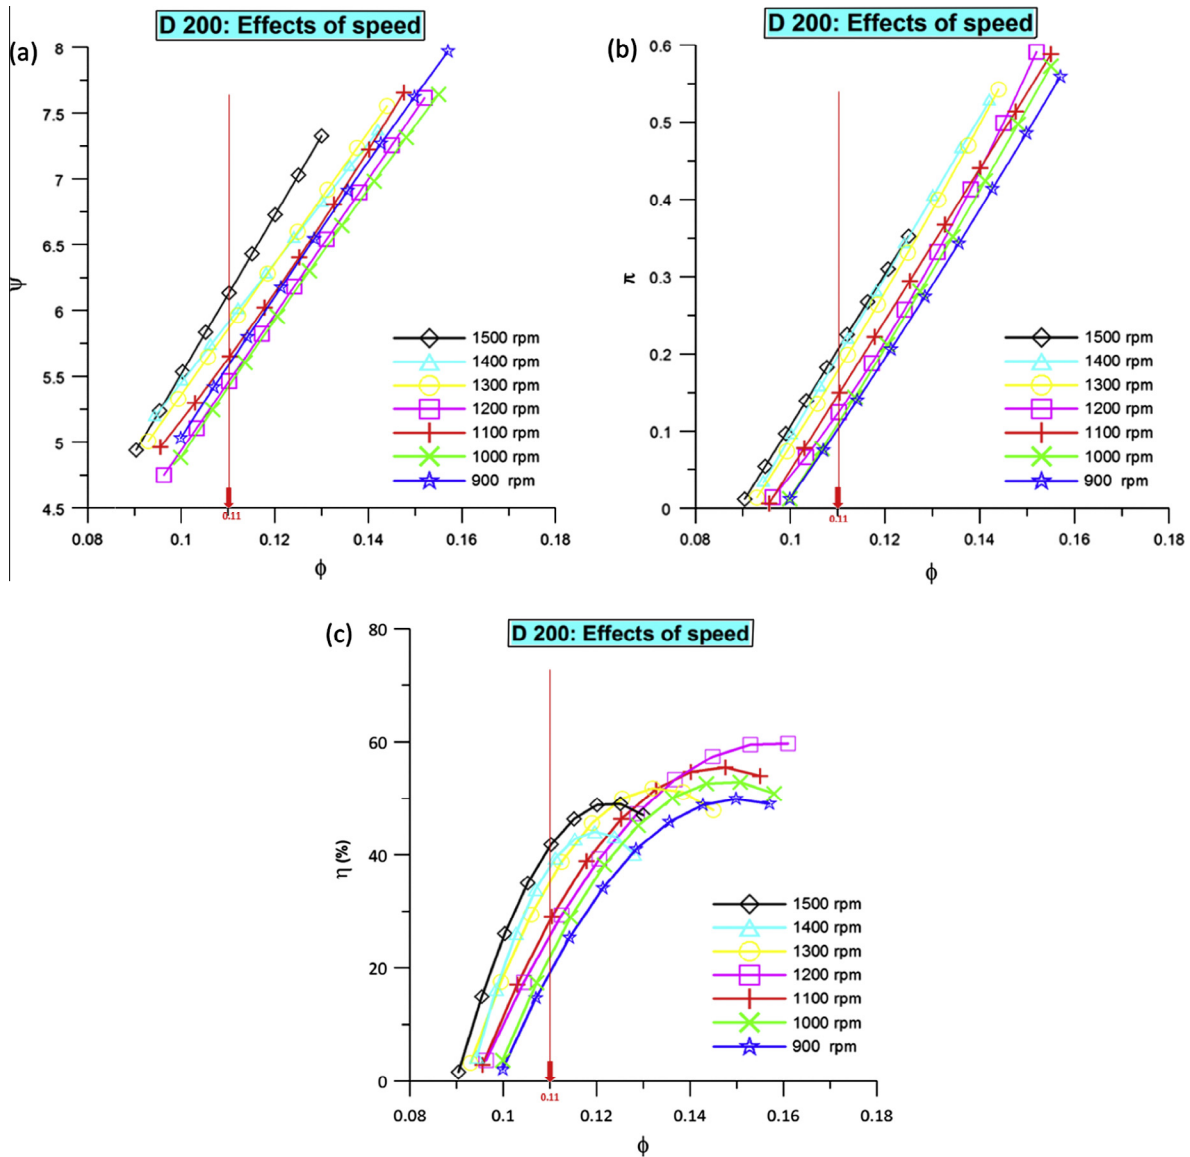 (a)
D 200: Effects of speed
8
7.5
7
6.5
6
5.5
5
4.5
ψ
0.08
0.1
0.12
0.14
0.16
0.18
0.11
ϕ
1500 rpm
1400 rpm
1300 rpm
1200 rpm
1100 rpm
1000 rpm
900 rpm
(b)
D 200: Effects of speed
0.6
0.5
0.4
0.3
0.2
0.1
0
π
0.08
0.1
0.12
0.14
0.16
0.18
0.11
ϕ
1500 rpm
1400 rpm
1300 rpm
1200 rpm
1100 rpm
1000 rpm
900 rpm
(c)
D 200: Effects of speed
80
60
40
20
0
η (%)
0.08
0.1
0.12
0.14
0.16
0.18
0.11
ϕ
1500 rpm
1400 rpm
1300 rpm
1200 rpm
1100 rpm
1000 rpm
900 rpm